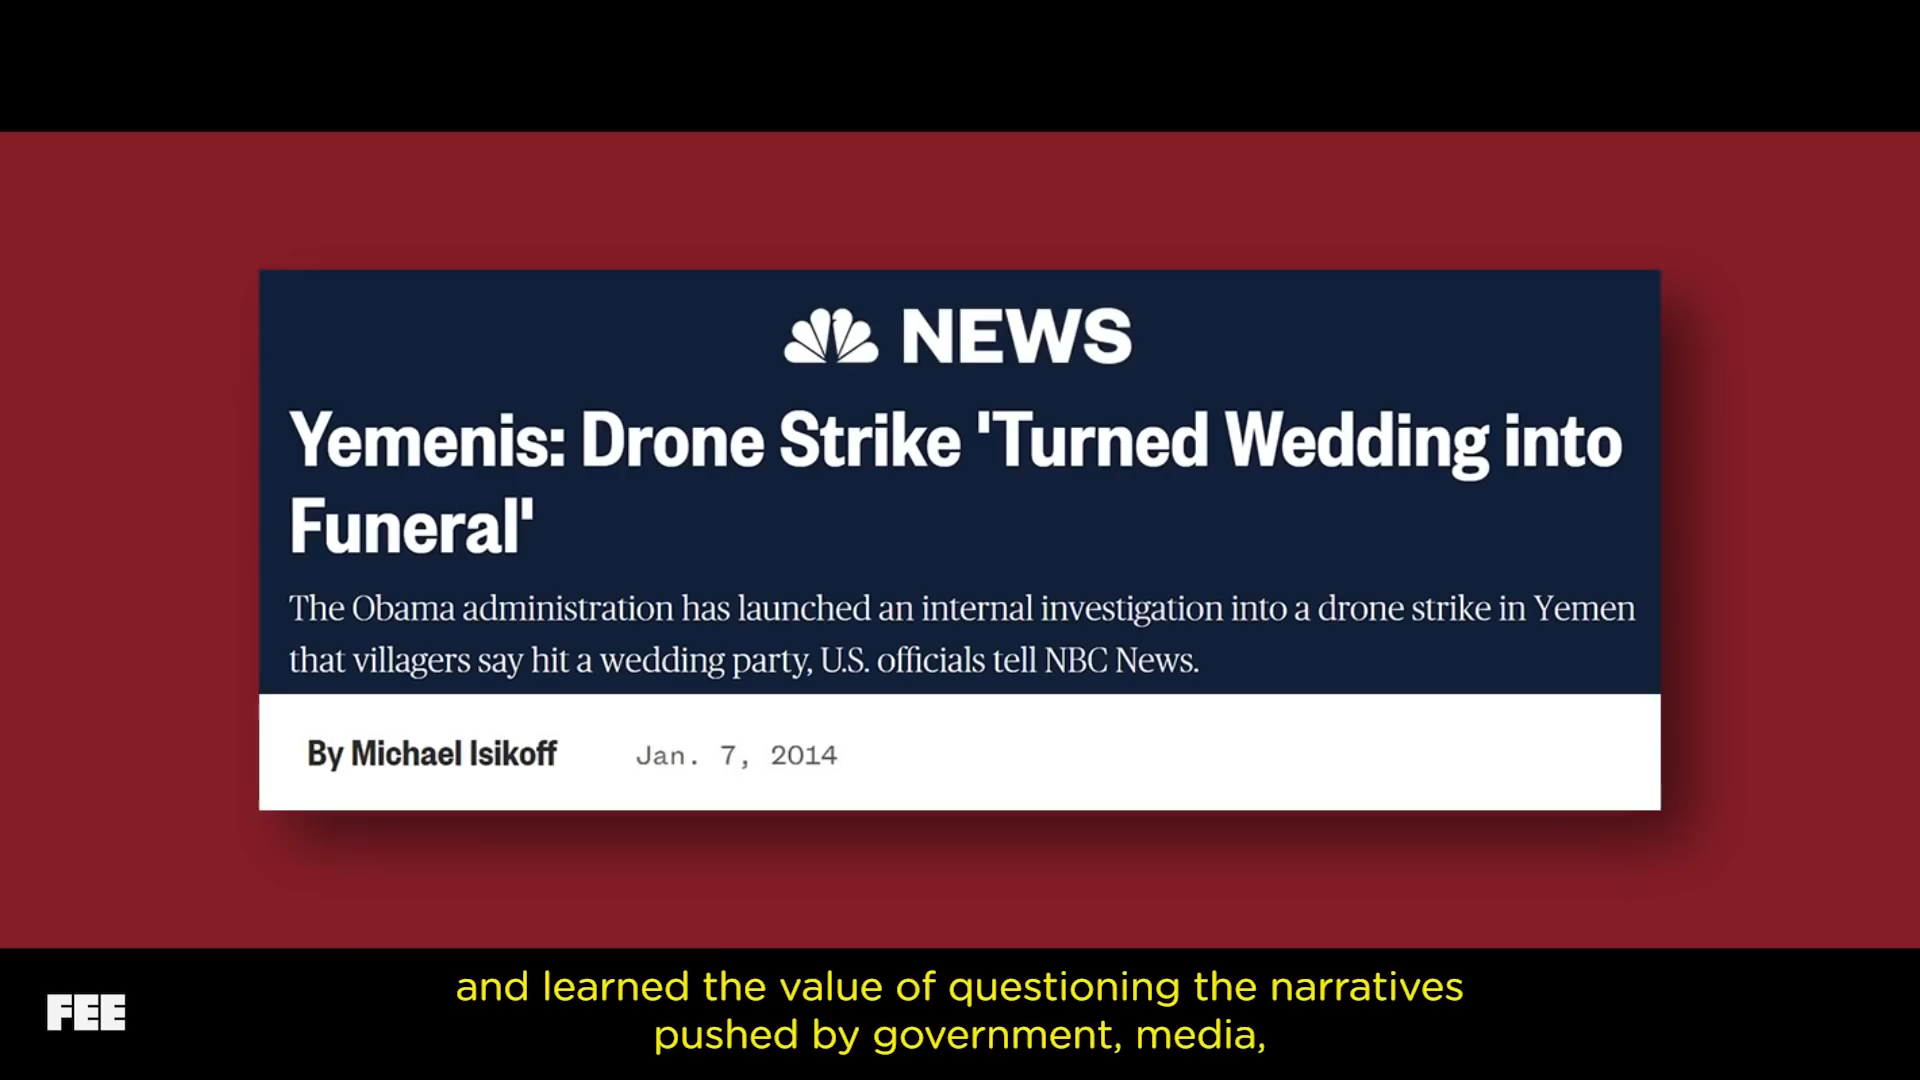 NEWS
Yemenis: Drone Strike 'Turned Wedding into
Funeral'
The Obama administration has launched an internal investigation into a drone strike in Yemen
that villagers say hit a wedding party, U.S. officials tell NBC News.
By Michael Isikoff Jan. 7, 2014
and learned the value of questioning the narratives
pushed by government, media,
FEE